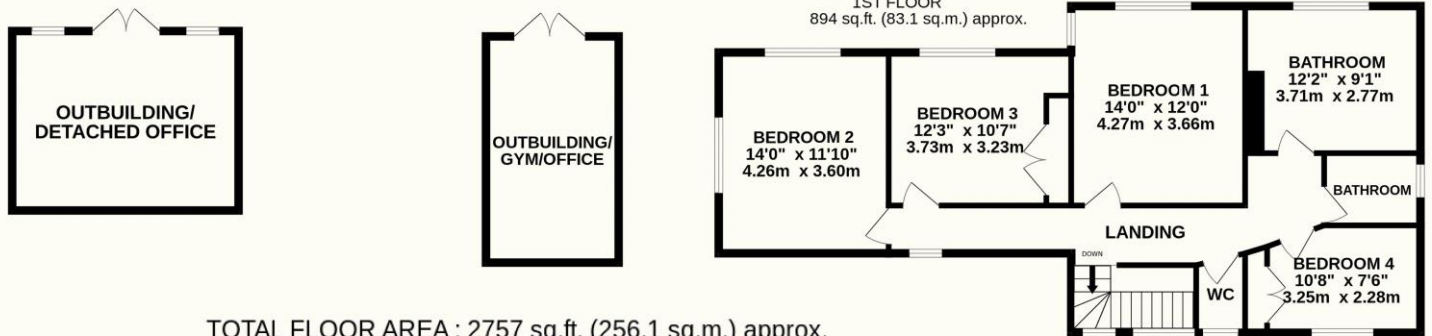 1ST FLOOR
894 sq.ft. (83.1 sq.m.) approx.
OUTBUILDING/
DETACHED OFFICE
OUTBUILDING/
GYM/OFFICE
BEDROOM 2
14'0" x 11'10"
4.26m x 3.60m
BEDROOM 3
12'3" x 10'7"
3.73m x 3.23m
BEDROOM 1
14'0" x 12'0"
4.27m x 3.66m
BATHROOM
12'2" x 9'1"
3.71m x 2.77m
BATHROOM
LANDING
DOWN
WC
BEDROOM 4
10'8" x 7'6"
3.25m x 2.28m
TOTAL FLOOR AREA : 2757 sq.ft. (256.1 sq.m.) approx.